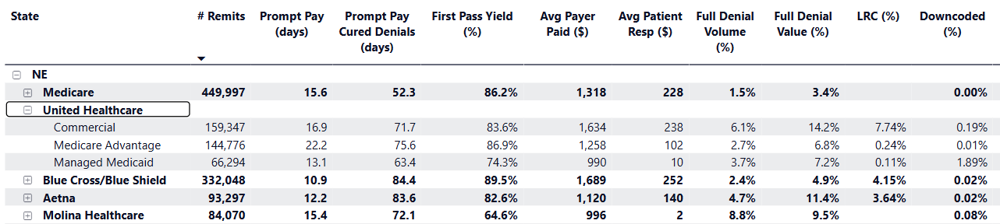 State # Remits Prompt Pay (days) Prompt Pay Cured Denials (days) First Pass Yield (%) Avg Payer Paid ($) Avg Patient Resp ($) Full Denial Volume (%) Full Denial Value (%) LRC (%) Downcoded (%)
NE
Medicare 449,997 15.6 52.3 86.2% 1,318 228 1.5% 3.4% 0.00%
United Healthcare
Commercial 159,347 16.9 71.7 83.6% 1,634 238 6.1% 14.2% 7.74% 0.19%
Medicare Advantage 144,776 22.2 75.6 86.9% 1,258 102 2.7% 6.8% 0.24% 0.01%
Managed Medicaid 66,294 13.1 63.4 74.3% 990 10 3.7% 7.2% 0.11% 1.89%
Blue Cross/Blue Shield 332,048 10.9 84.4 89.5% 1,689 252 2.4% 4.9% 4.15% 0.02%
Aetna 93,297 12.2 83.6 82.6% 1,120 140 4.7% 11.4% 3.64% 0.02%
Molina Healthcare 84,070 15.4 72.1 64.6% 996 2 8.8% 9.5% 0.08%